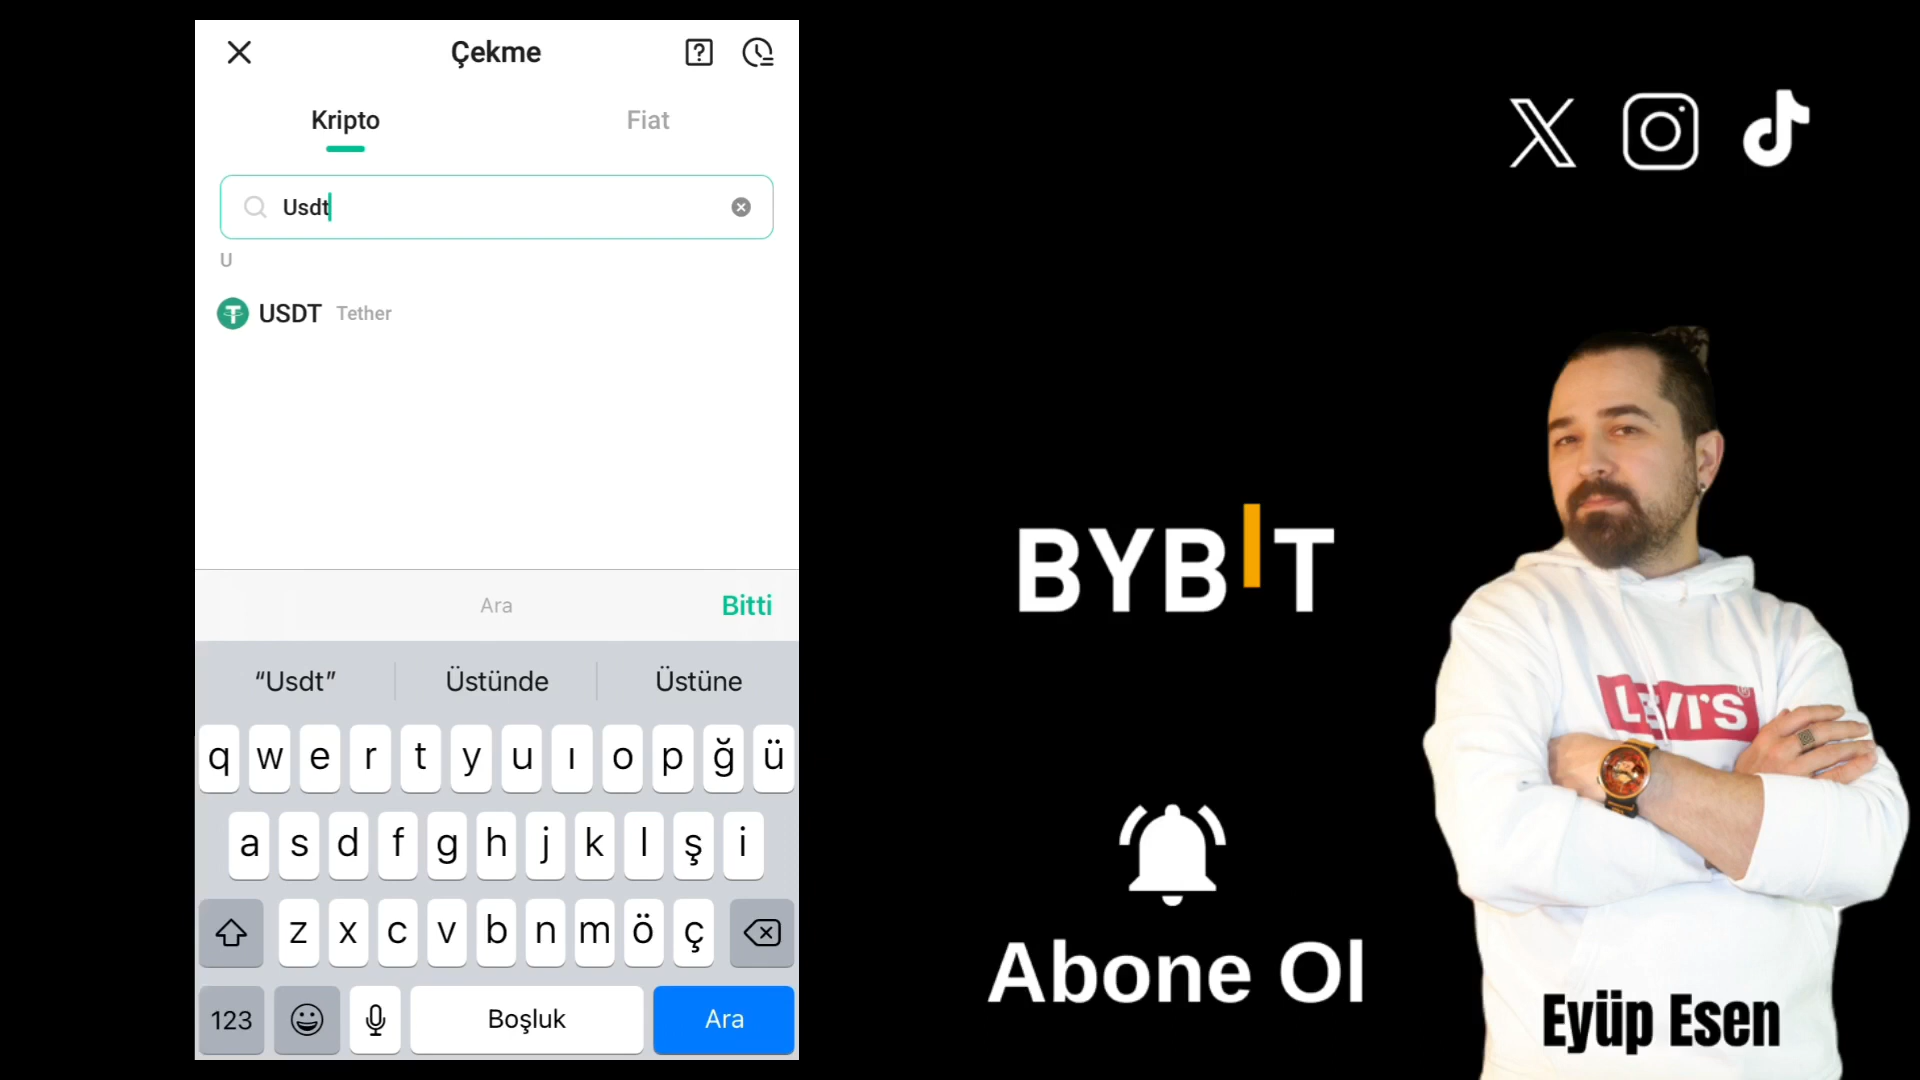 Çekme
Kripto
Fiat
Usdt
U
USDT Tether
Ara
Bitti
“Usdt”
Üstünde
Üstüne
q w e r t y u ı o p ğ ü
a s d f g h j k l ş i
z x c v b n m ö ç
123
Boşluk
Ara
BYBIT
Abone Ol
LEVI'S®
Eyüp Esen